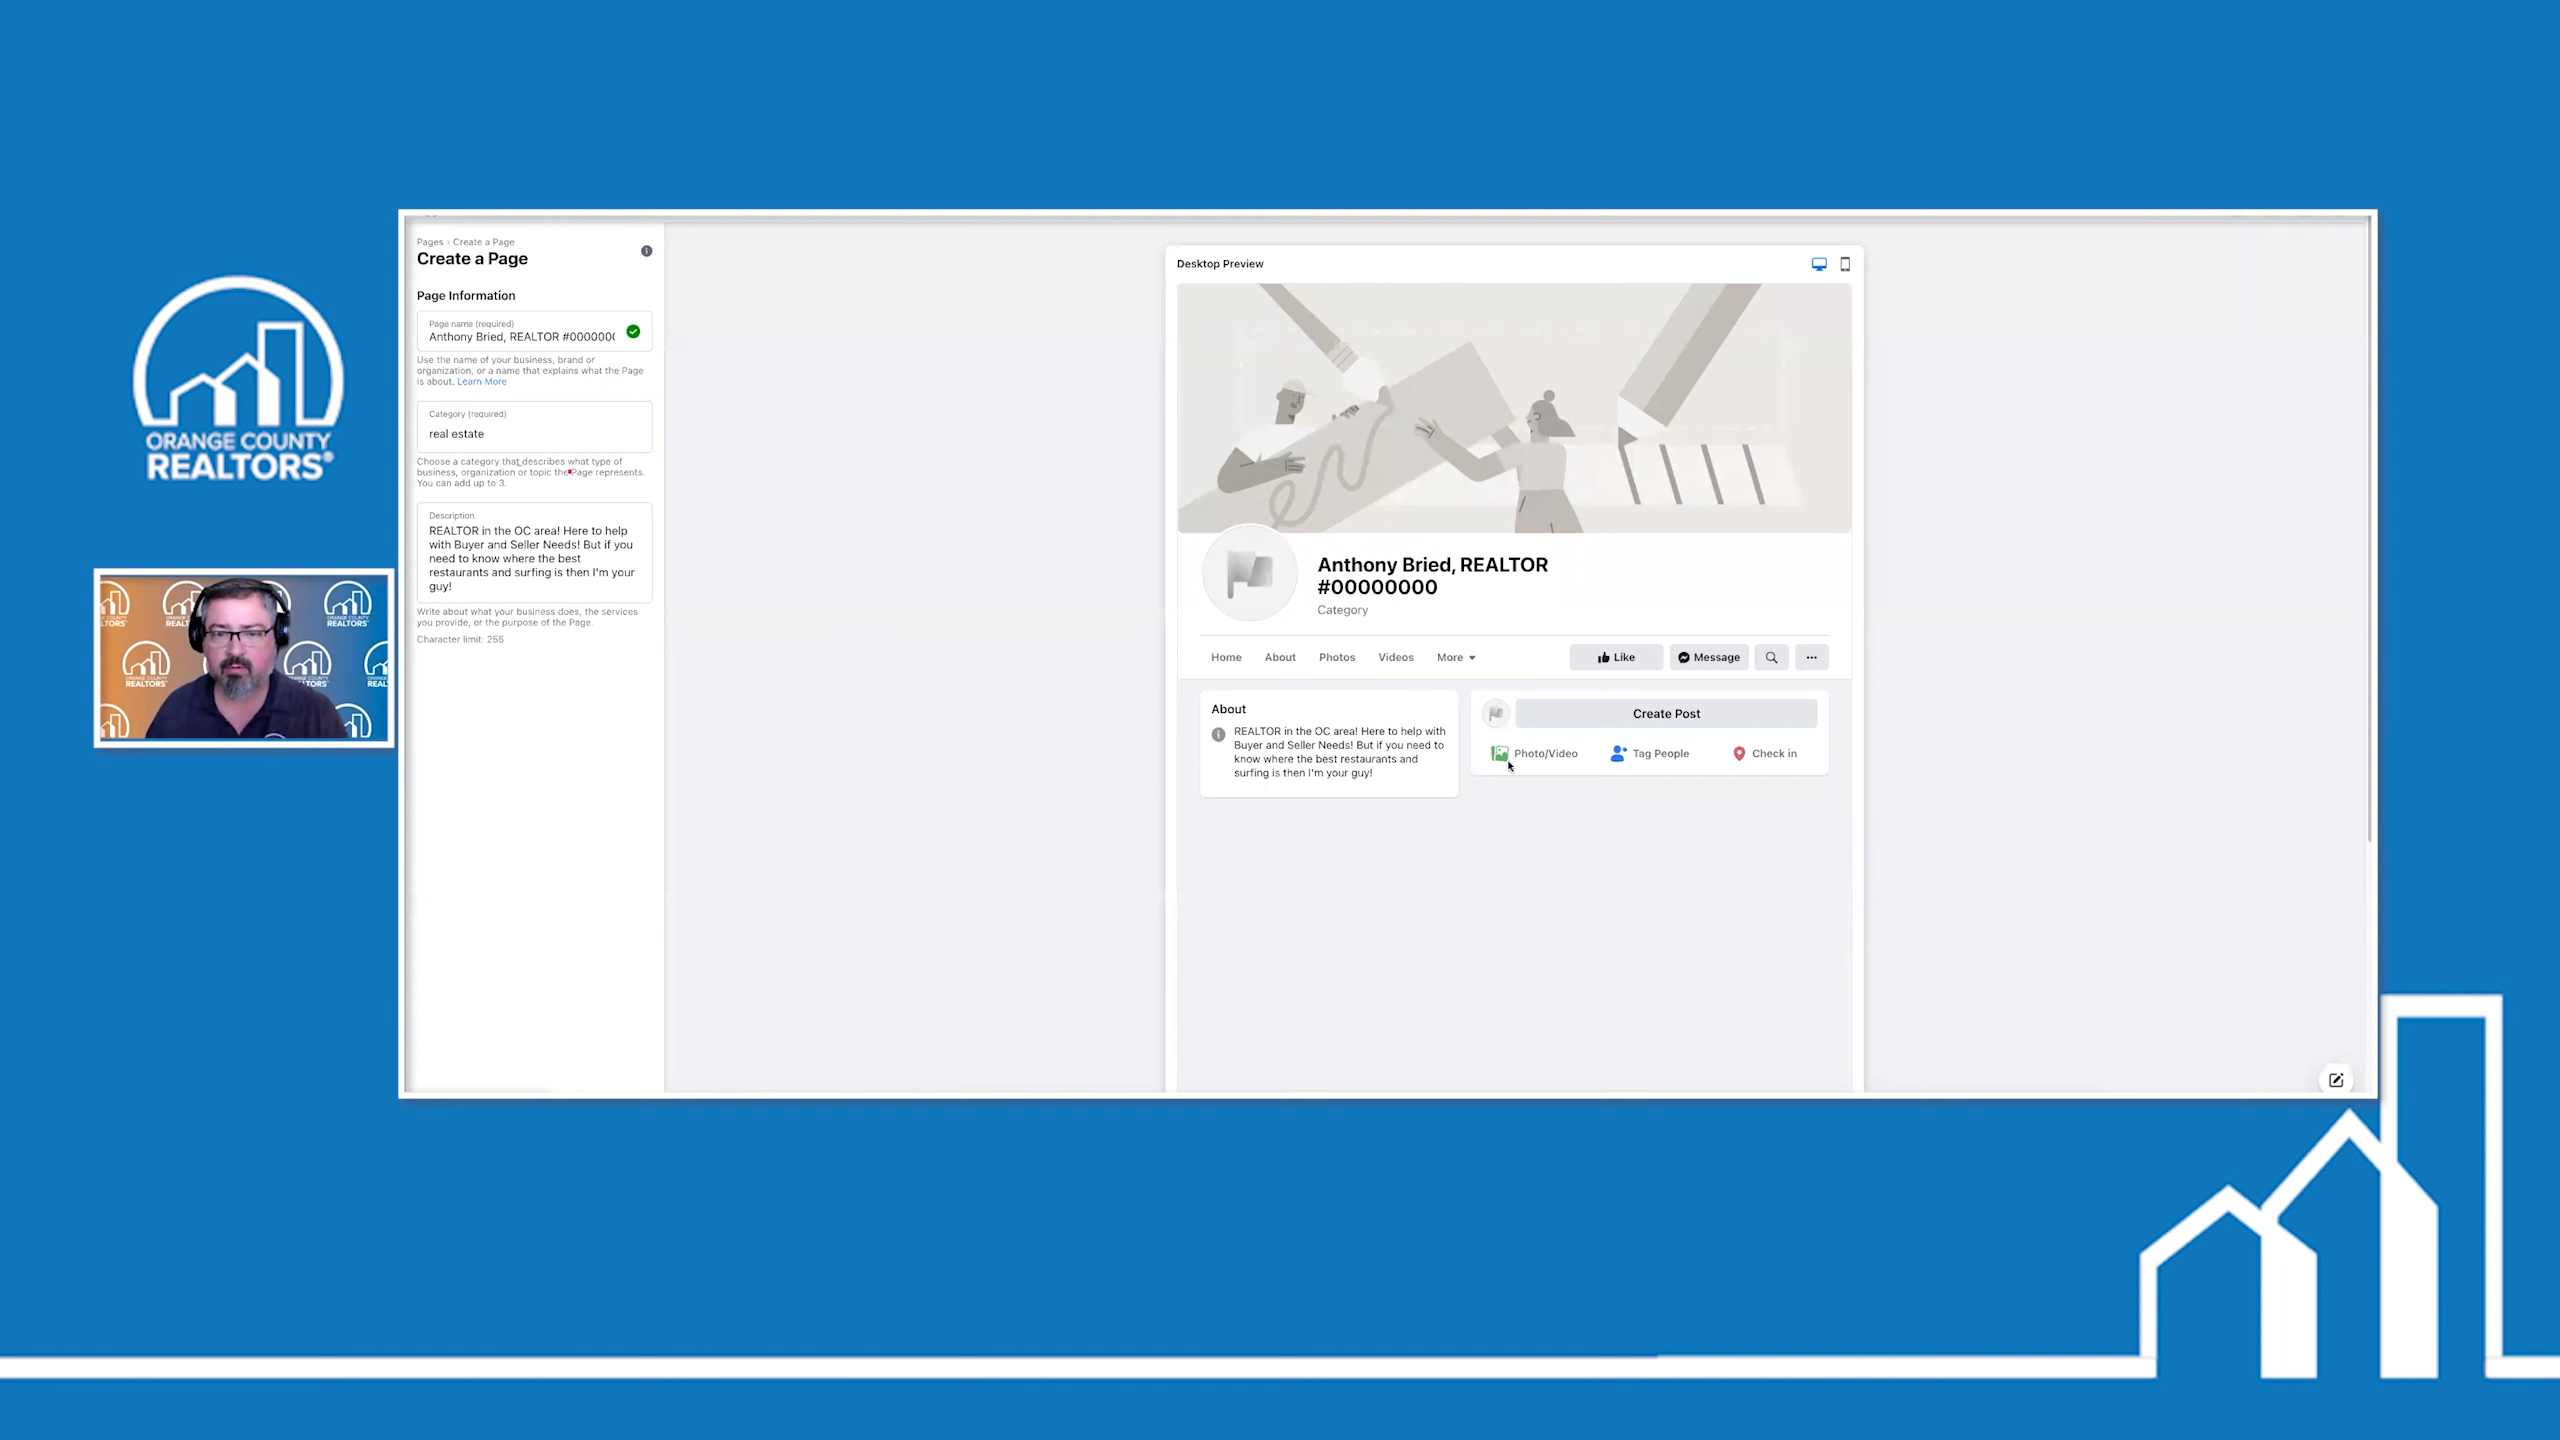 ORANGE COUNTY
REALTORS®
Pages › Create a Page
Create a Page
Page Information
Page name (required)
Anthony Bried, REALTOR #0000000
Use the name of your business, brand or
organization, or a name that explains what the Page
is about. Learn More
Category (required)
real estate
Choose a category that describes what type of
business, organization or topic the Page represents.
You can add up to 3.
Description
REALTOR in the OC area! Here to help
with Buyer and Seller Needs! But if you
need to know where the best
restaurants and surfing is then I'm your
guy!
Write about what your business does, the services
you provide, or the purpose of the Page.
Character limit: 255
Desktop Preview
Anthony Bried, REALTOR
#00000000
Category
Home About Photos Videos More
Like Message
About
REALTOR in the OC area! Here to help with
Buyer and Seller Needs! But if you need to
know where the best restaurants and
surfing is then I'm your guy!
Create Post
Photo/Video Tag People Check in